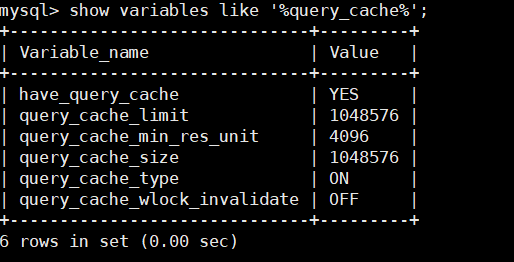 mysql> show variables like '%query_cache%';
+------------------------------+---------+
| Variable_name                | Value   |
+------------------------------+---------+
| have_query_cache             | YES     |
| query_cache_limit            | 1048576 |
| query_cache_min_res_unit     | 4096    |
| query_cache_size             | 1048576 |
| query_cache_type             | ON      |
| query_cache_wlock_invalidate | OFF     |
+------------------------------+---------+
6 rows in set (0.00 sec)